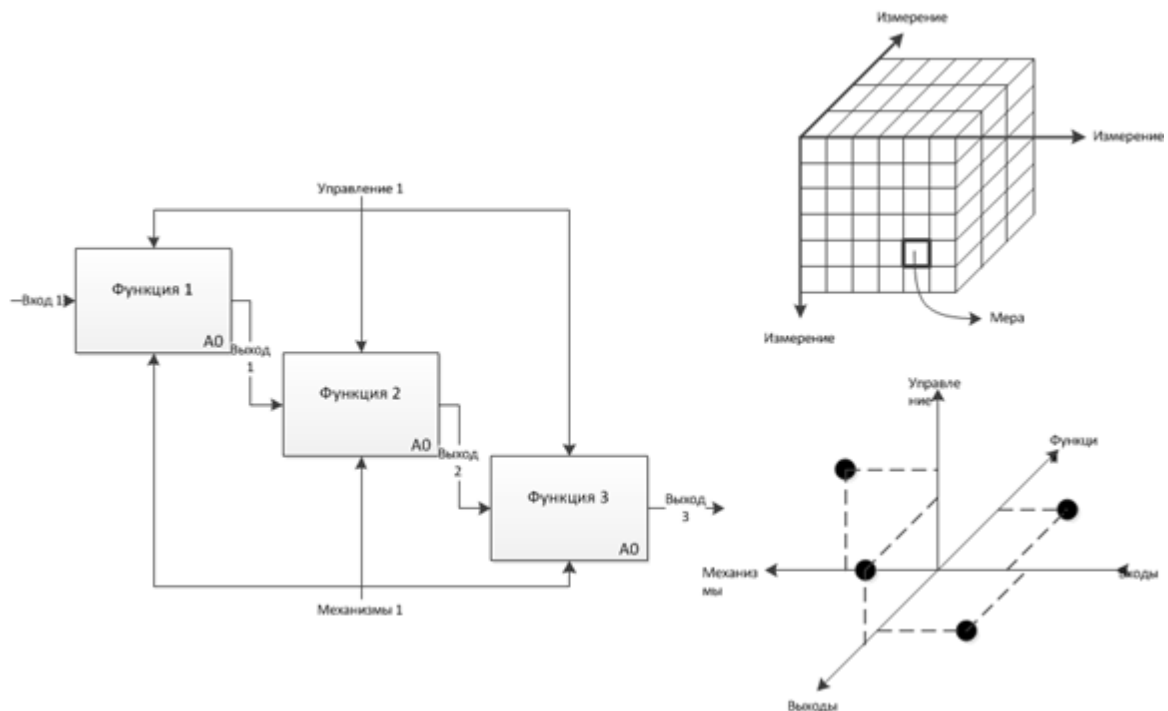 Управление 1
Функция 1
A0
Вход 1
Выход
1
Функция 2
A0
Выход
2
Функция 3
A0
Выход
3
Механизмы 1
Измерение
Измерение
Измерение
Мера
Управле
ние
Функци
Механиз
мы
Выходы